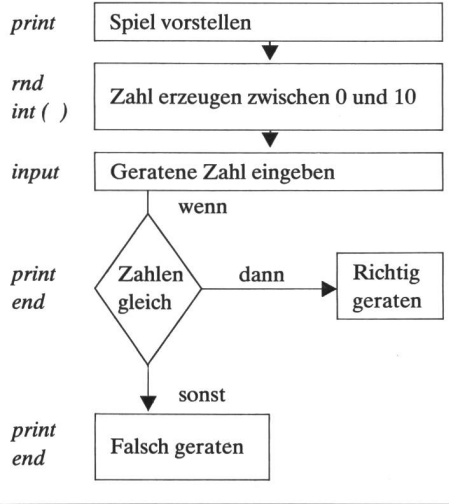 print Spiel vorstellen
rnd
int ( ) Zahl erzeugen zwischen 0 und 10
input Geratene Zahl eingeben
wenn
print Zahlen dann Richtig
end gleich geraten
sonst
print
end Falsch geraten